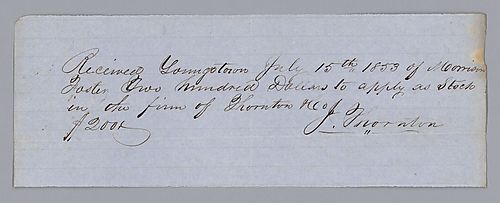 Received Youngstown July 15th 1853 of Morrison
Foster Two hundred Dollars to apply as Stock
in the firm of Thornton & Co
$200x J. Thornton